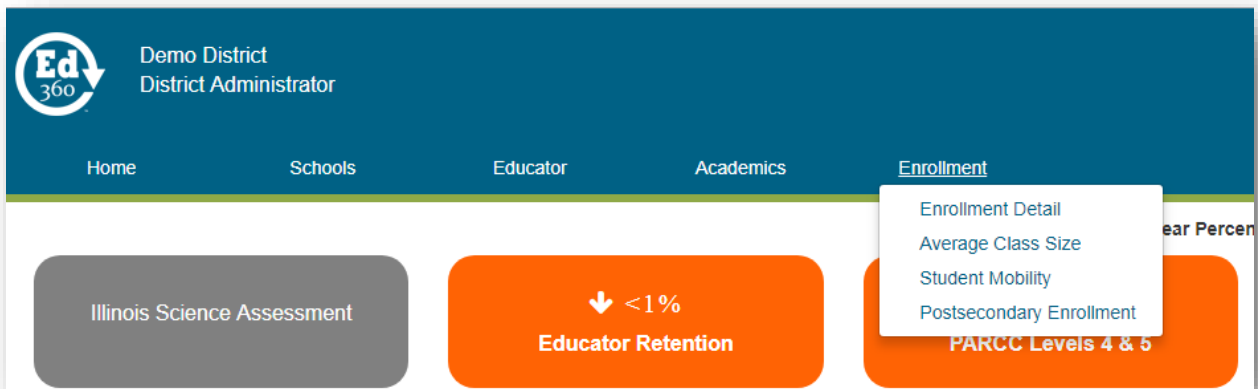 Ed
360
Demo District
District Administrator
Home Schools Educator Academics Enrollment
Enrollment Detail
Average Class Size
Student Mobility
Postsecondary Enrollment
ear Percen
Illinois Science Assessment
<1%
Educator Retention
PARCC Levels 4 & 5